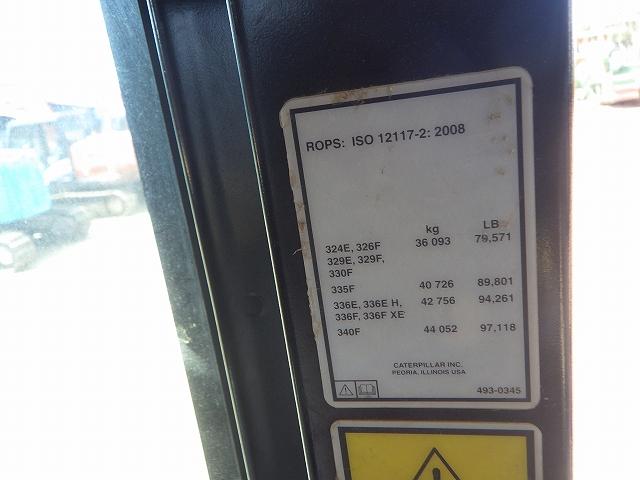 ROPS: ISO 12117-2: 2008
kg LB
324E, 326F 36 093 79,571
329E, 329F,
330F
335F 40 726 89,801
336E, 336E H, 42 756 94,261
336F, 336F XE
340F 44 052 97,118
CATERPILLAR INC.
PEORIA, ILLINOIS USA
493-0345